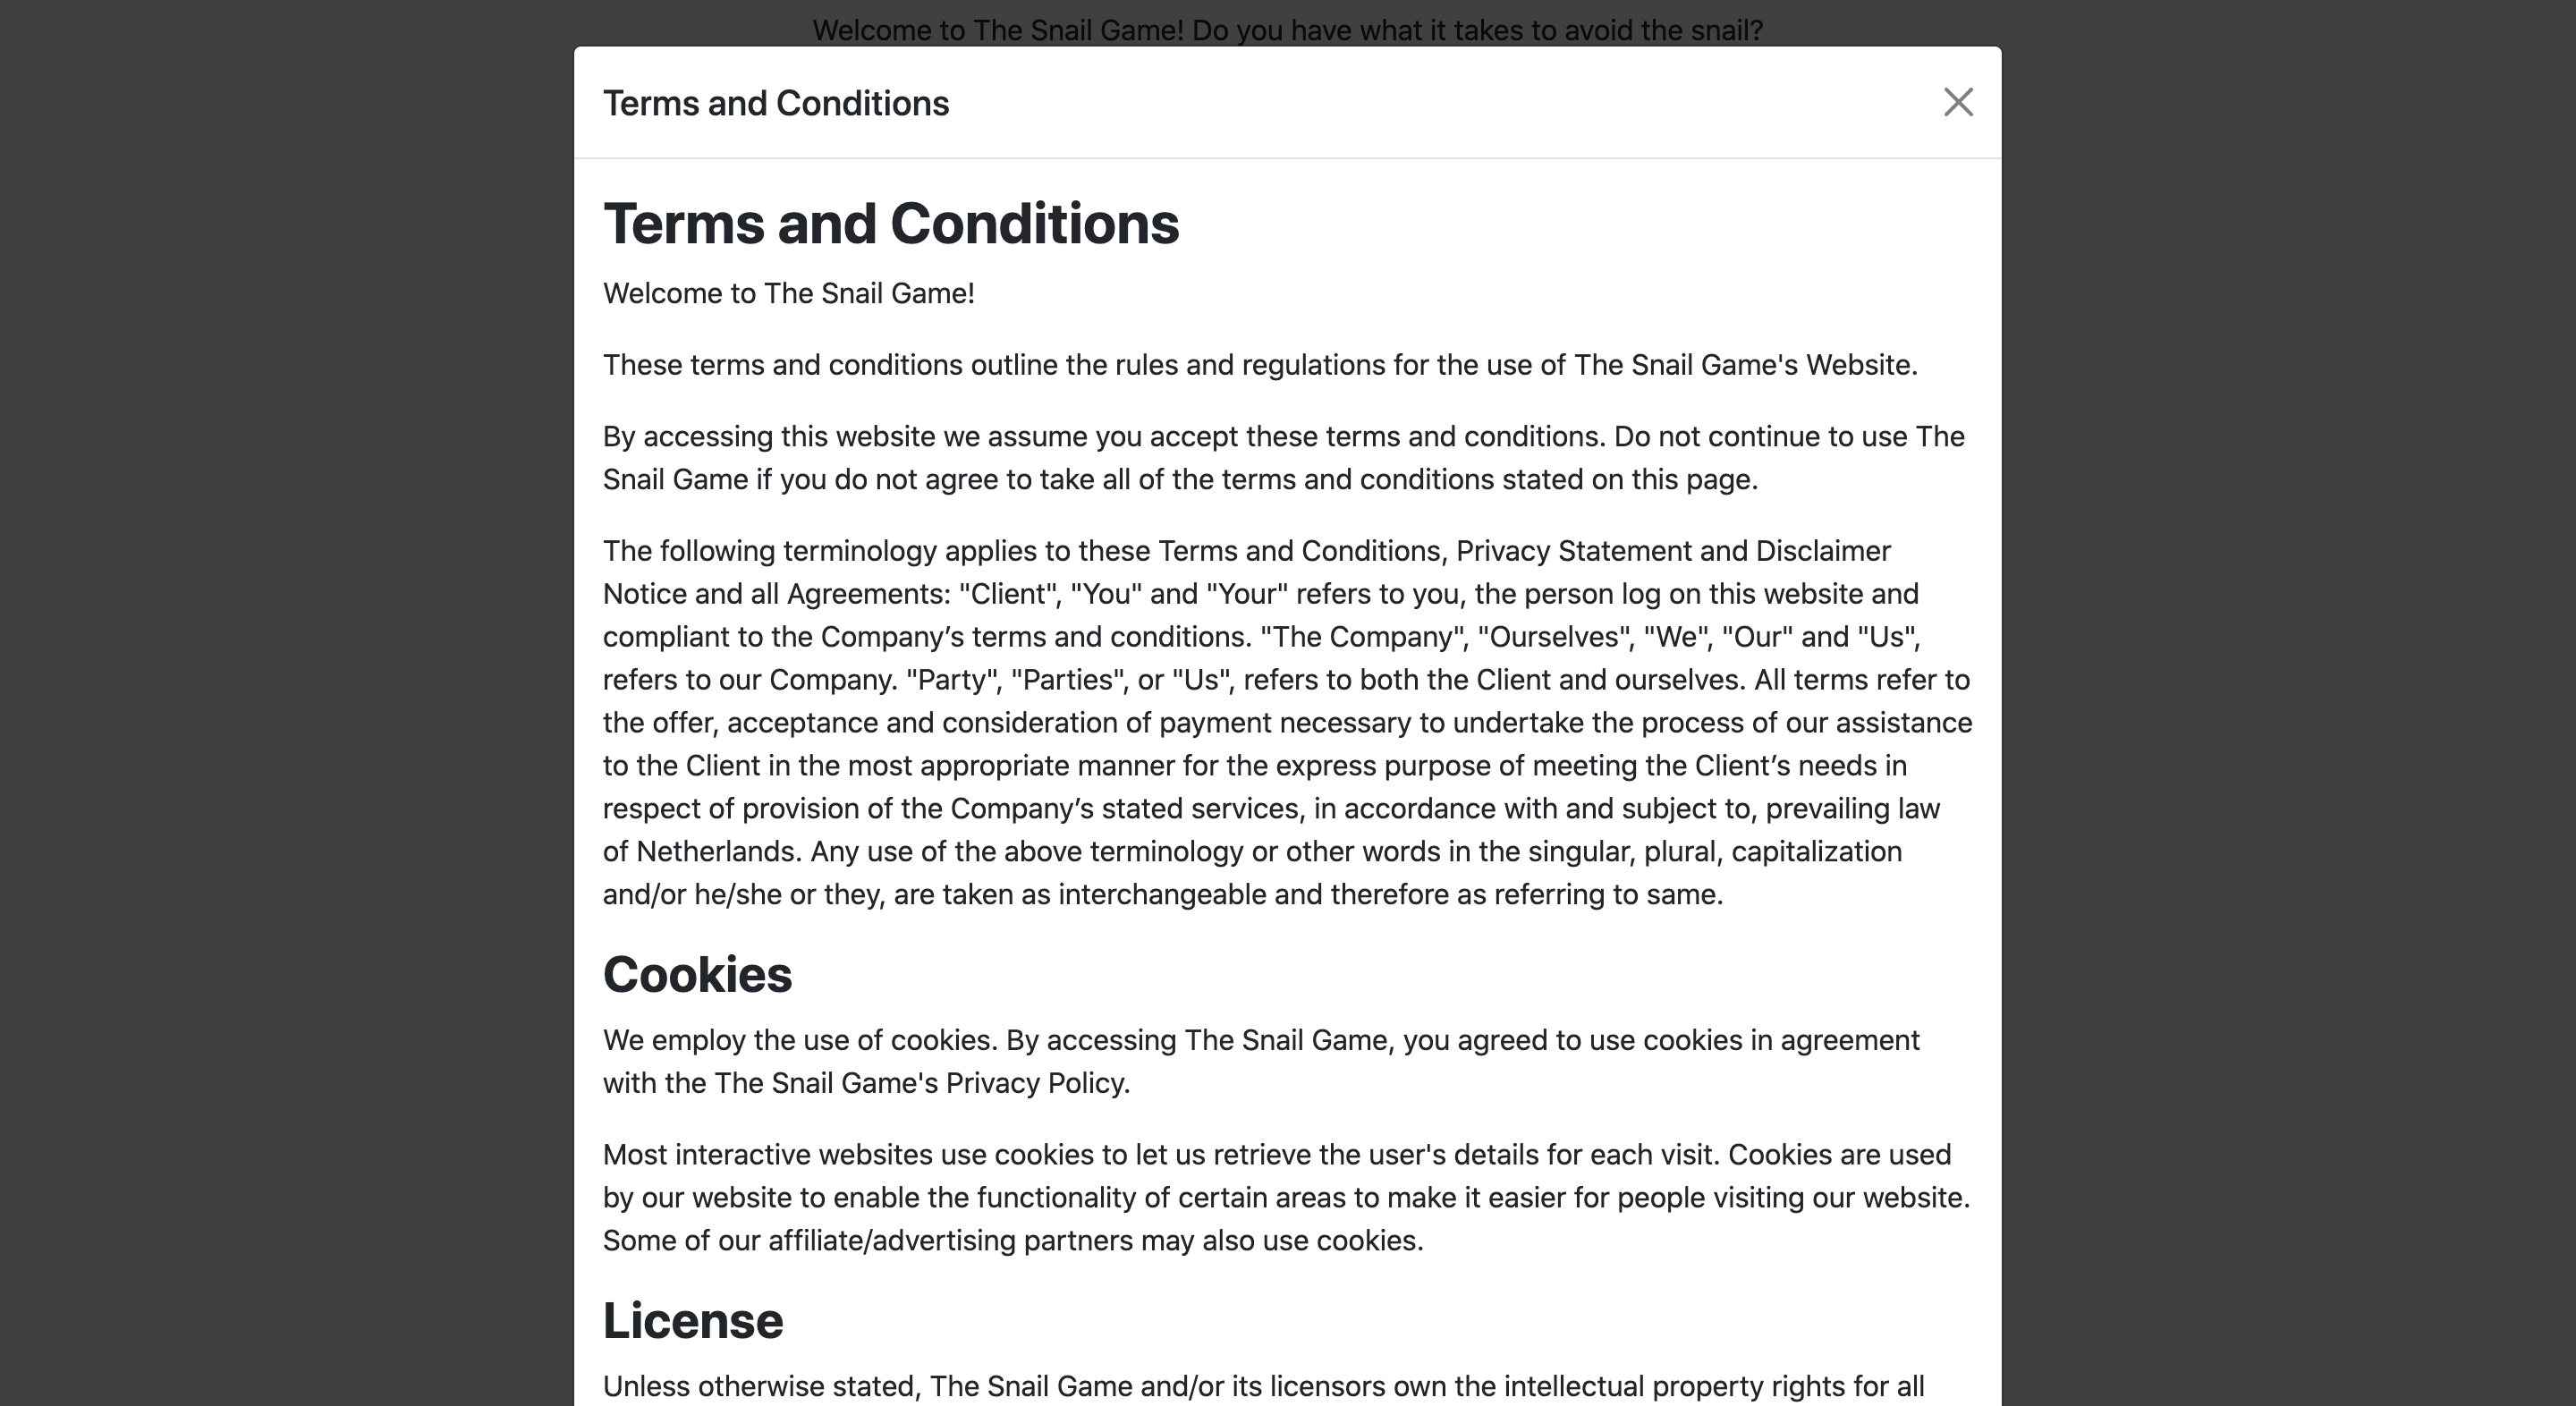 Welcome to The Snail Game! Do you have what it takes to avoid the snail?
Terms and Conditions
Terms and Conditions
Welcome to The Snail Game!
These terms and conditions outline the rules and regulations for the use of The Snail Game's Website.
By accessing this website we assume you accept these terms and conditions. Do not continue to use The
Snail Game if you do not agree to take all of the terms and conditions stated on this page.
The following terminology applies to these Terms and Conditions, Privacy Statement and Disclaimer
Notice and all Agreements: "Client", "You" and "Your" refers to you, the person log on this website and
compliant to the Company’s terms and conditions. "The Company", "Ourselves", "We", "Our" and "Us",
refers to our Company. "Party", "Parties", or "Us", refers to both the Client and ourselves. All terms refer to
the offer, acceptance and consideration of payment necessary to undertake the process of our assistance
to the Client in the most appropriate manner for the express purpose of meeting the Client’s needs in
respect of provision of the Company’s stated services, in accordance with and subject to, prevailing law
of Netherlands. Any use of the above terminology or other words in the singular, plural, capitalization
and/or he/she or they, are taken as interchangeable and therefore as referring to same.
Cookies
We employ the use of cookies. By accessing The Snail Game, you agreed to use cookies in agreement
with the The Snail Game's Privacy Policy.
Most interactive websites use cookies to let us retrieve the user's details for each visit. Cookies are used
by our website to enable the functionality of certain areas to make it easier for people visiting our website.
Some of our affiliate/advertising partners may also use cookies.
License
Unless otherwise stated, The Snail Game and/or its licensors own the intellectual property rights for all